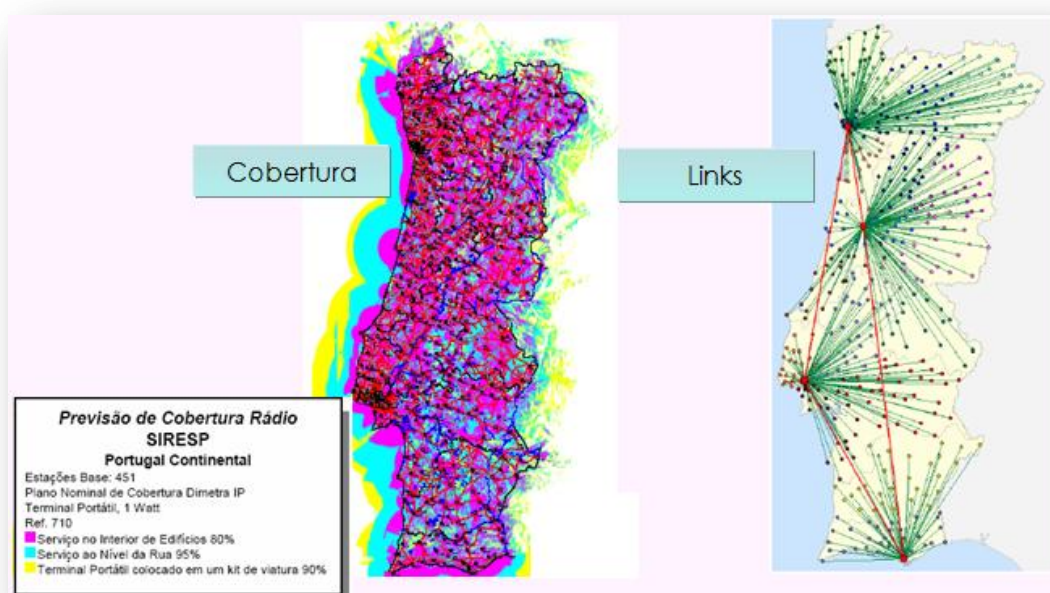 Cobertura
Links
Previsão de Cobertura Rádio
SIRESP
Portugal Continental
Estações Base: 451
Plano Nominal de Cobertura Dimetra IP
Terminal Portátil, 1 Watt
Ref. 710
Serviço no Interior de Edifícios 80%
Serviço ao Nível da Rua 95%
Terminal Portátil colocado em um kit de viatura 90%